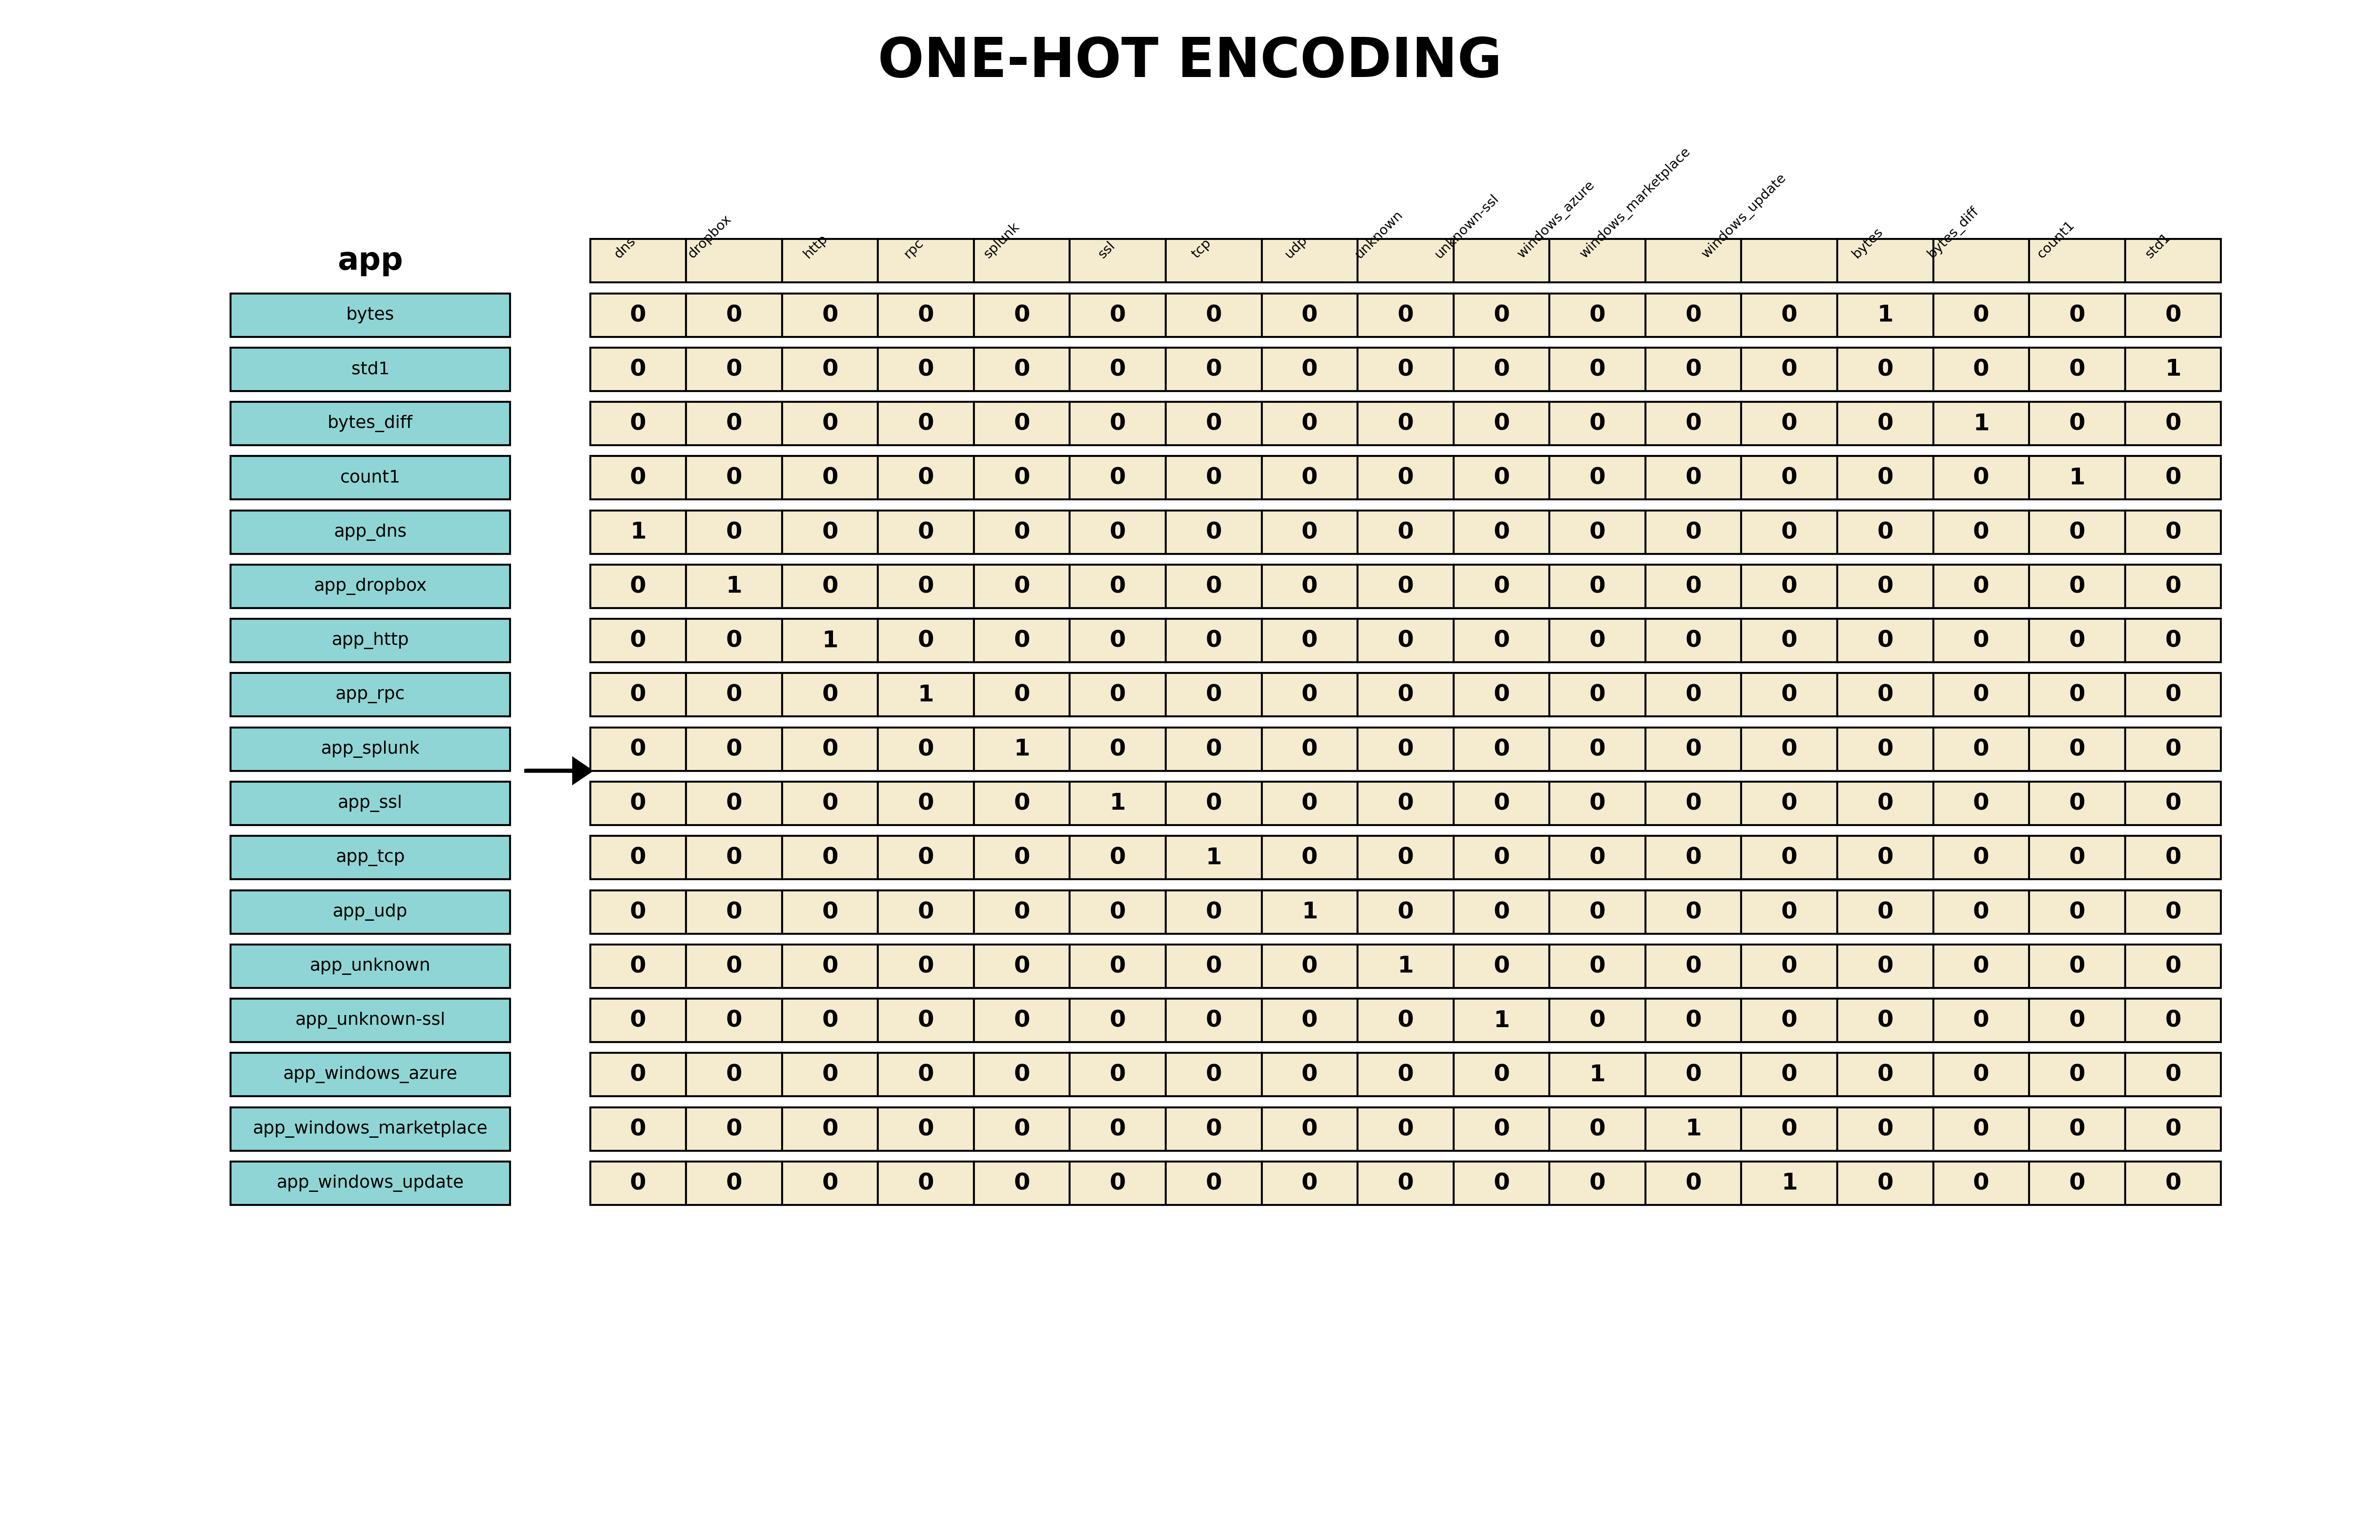 ONE-HOT ENCODING
app dns dropbox http rpc splunk ssl tcp udp unknown unknown-ssl windows_azure windows_marketplace windows_update bytes bytes_diff count1 std1
bytes 0 0 0 0 0 0 0 0 0 0 0 0 0 1 0 0 0
std1 0 0 0 0 0 0 0 0 0 0 0 0 0 0 0 0 1
bytes_diff 0 0 0 0 0 0 0 0 0 0 0 0 0 0 1 0 0
count1 0 0 0 0 0 0 0 0 0 0 0 0 0 0 0 1 0
app_dns 1 0 0 0 0 0 0 0 0 0 0 0 0 0 0 0 0
app_dropbox 0 1 0 0 0 0 0 0 0 0 0 0 0 0 0 0 0
app_http 0 0 1 0 0 0 0 0 0 0 0 0 0 0 0 0 0
app_rpc 0 0 0 1 0 0 0 0 0 0 0 0 0 0 0 0 0
app_splunk 0 0 0 0 1 0 0 0 0 0 0 0 0 0 0 0 0
app_ssl 0 0 0 0 0 1 0 0 0 0 0 0 0 0 0 0 0
app_tcp 0 0 0 0 0 0 1 0 0 0 0 0 0 0 0 0 0
app_udp 0 0 0 0 0 0 0 1 0 0 0 0 0 0 0 0 0
app_unknown 0 0 0 0 0 0 0 0 1 0 0 0 0 0 0 0 0
app_unknown-ssl 0 0 0 0 0 0 0 0 0 1 0 0 0 0 0 0 0
app_windows_azure 0 0 0 0 0 0 0 0 0 0 1 0 0 0 0 0 0
app_windows_marketplace 0 0 0 0 0 0 0 0 0 0 0 1 0 0 0 0 0
app_windows_update 0 0 0 0 0 0 0 0 0 0 0 0 1 0 0 0 0